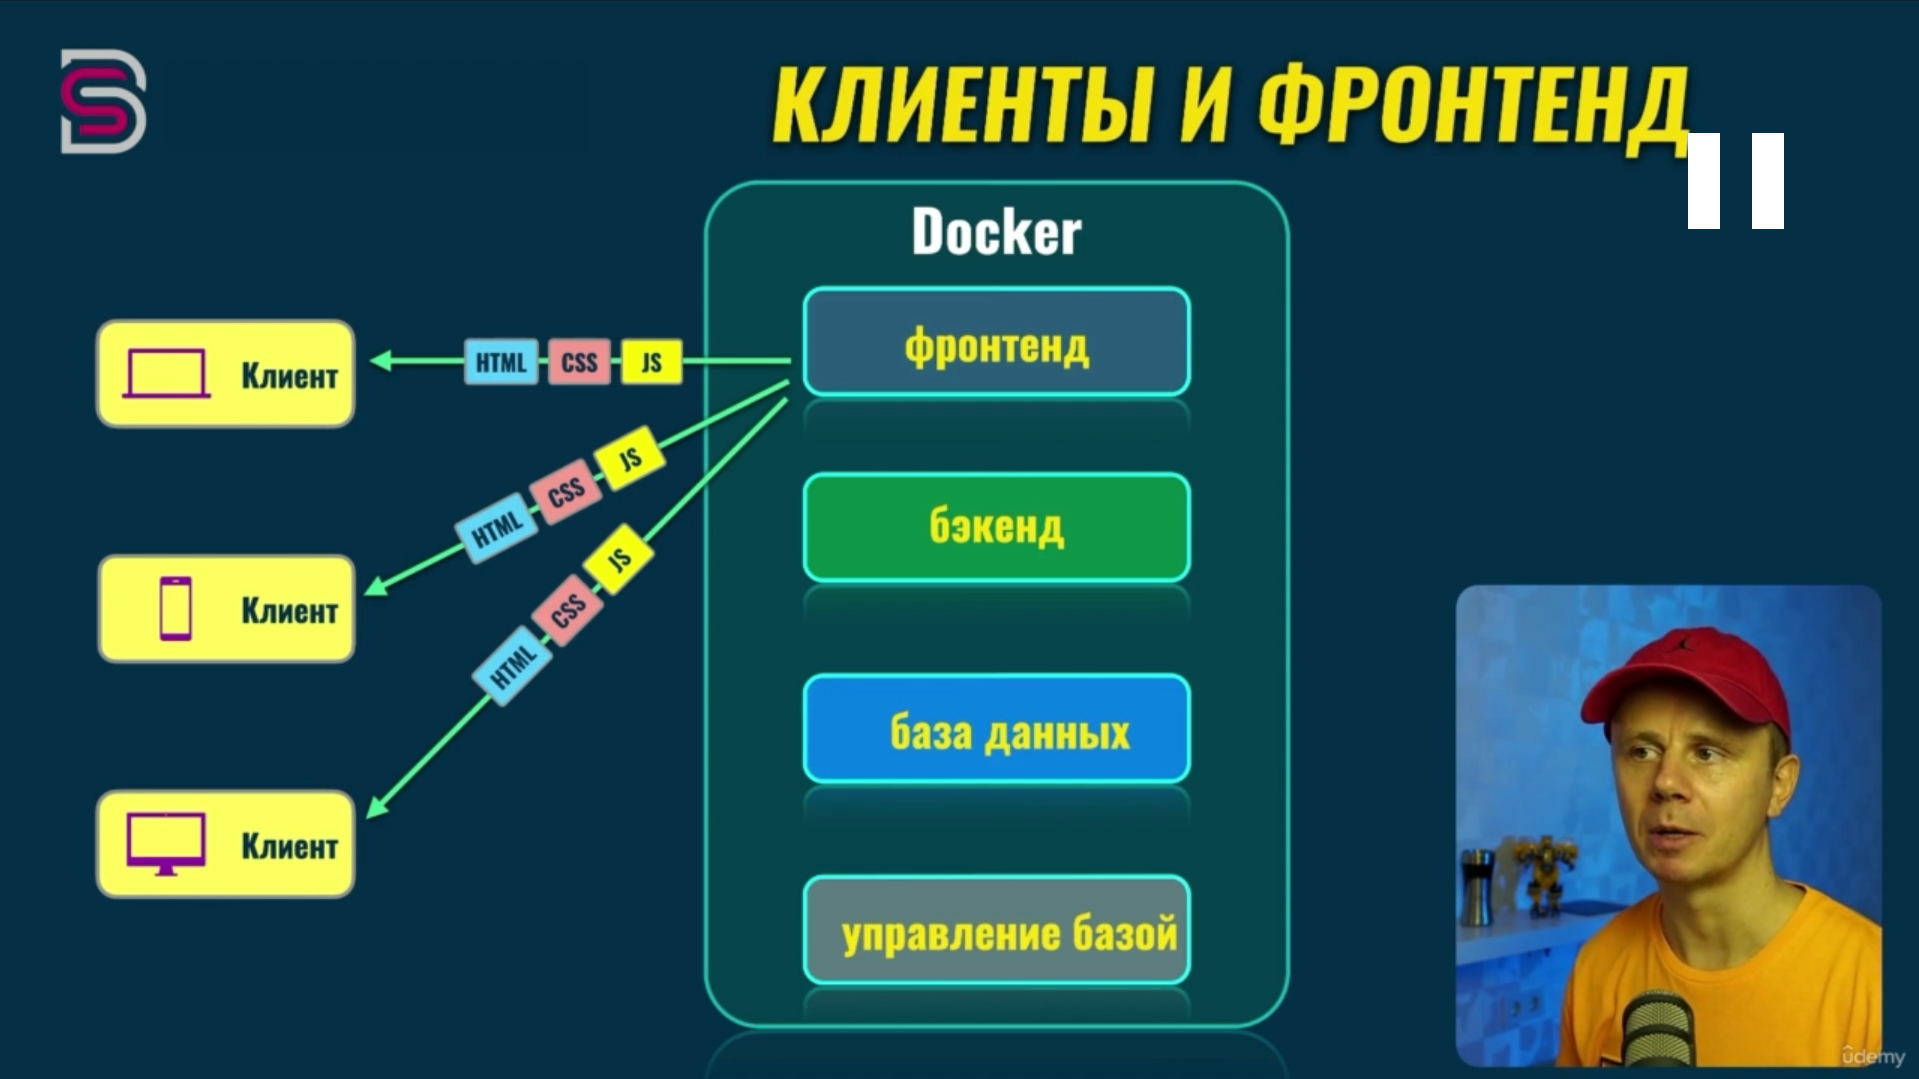 КЛИЕНТЫ И ФРОНТЕНД
Docker
фронтенд
бэкенд
база данных
управление базой
Клиент
HTML CSS JS
Клиент
HTML CSS JS
Клиент
HTML CSS JS
ûdemy